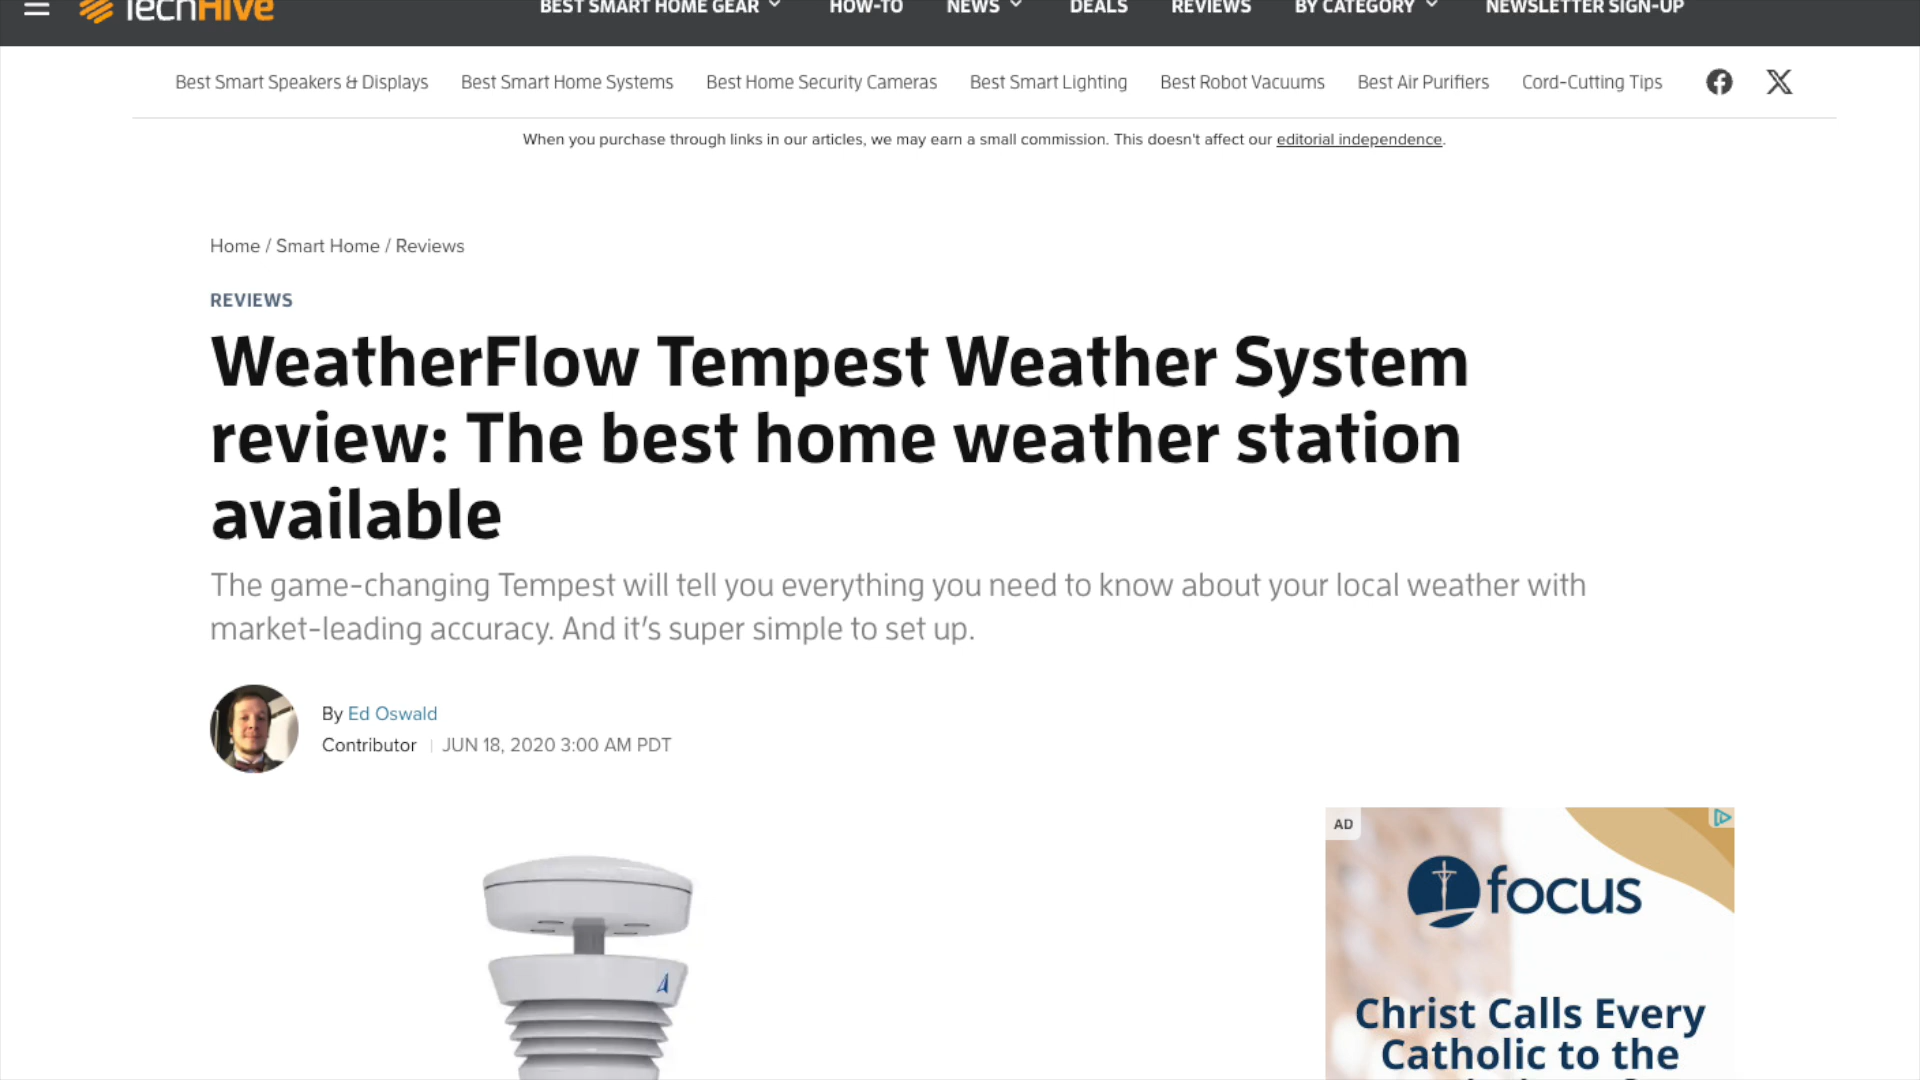 TechHIVE
BEST SMART HOME GEAR
HOW-TO
NEWS
DEALS
REVIEWS
BY CATEGORY
NEWSLETTER SIGN-UP
Best Smart Speakers & Displays
Best Smart Home Systems
Best Home Security Cameras
Best Smart Lighting
Best Robot Vacuums
Best Air Purifiers
Cord-Cutting Tips
When you purchase through links in our articles, we may earn a small commission. This doesn't affect our editorial independence.
Home / Smart Home / Reviews
REVIEWS
WeatherFlow Tempest Weather System
review: The best home weather station
available
The game-changing Tempest will tell you everything you need to know about your local weather with
market-leading accuracy. And it's super simple to set up.
By Ed Oswald
Contributor | JUN 18, 2020 3:00 AM PDT
AD
focus
Christ Calls Every
Catholic to the